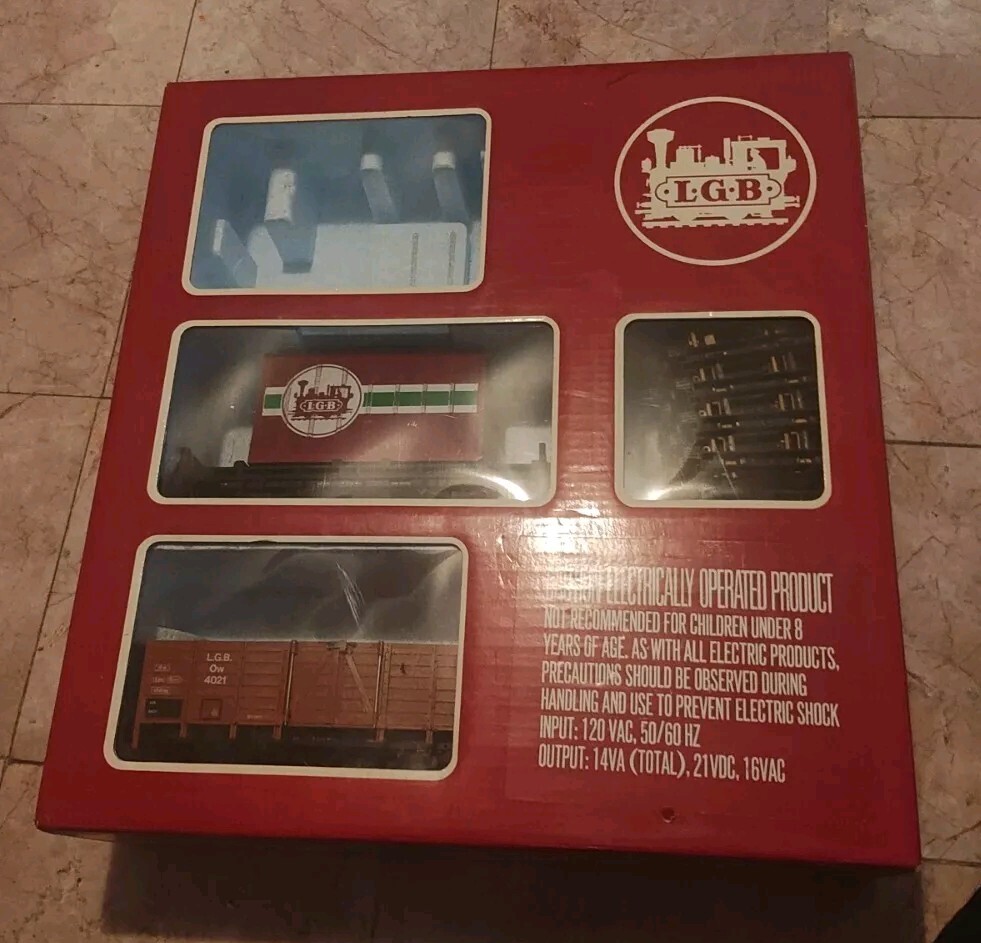 L.G.B
L.G.B
L.G.B.
Ow
4021
ELECTRICALLY OPERATED PRODUCT
NOT RECOMMENDED FOR CHILDREN UNDER 8
YEARS OF AGE. AS WITH ALL ELECTRIC PRODUCTS,
PRECAUTIONS SHOULD BE OBSERVED DURING
HANDLING AND USE TO PREVENT ELECTRIC SHOCK
INPUT: 120 VAC, 50/60 HZ
OUTPUT: 14VA (TOTAL), 21VDC, 16VAC